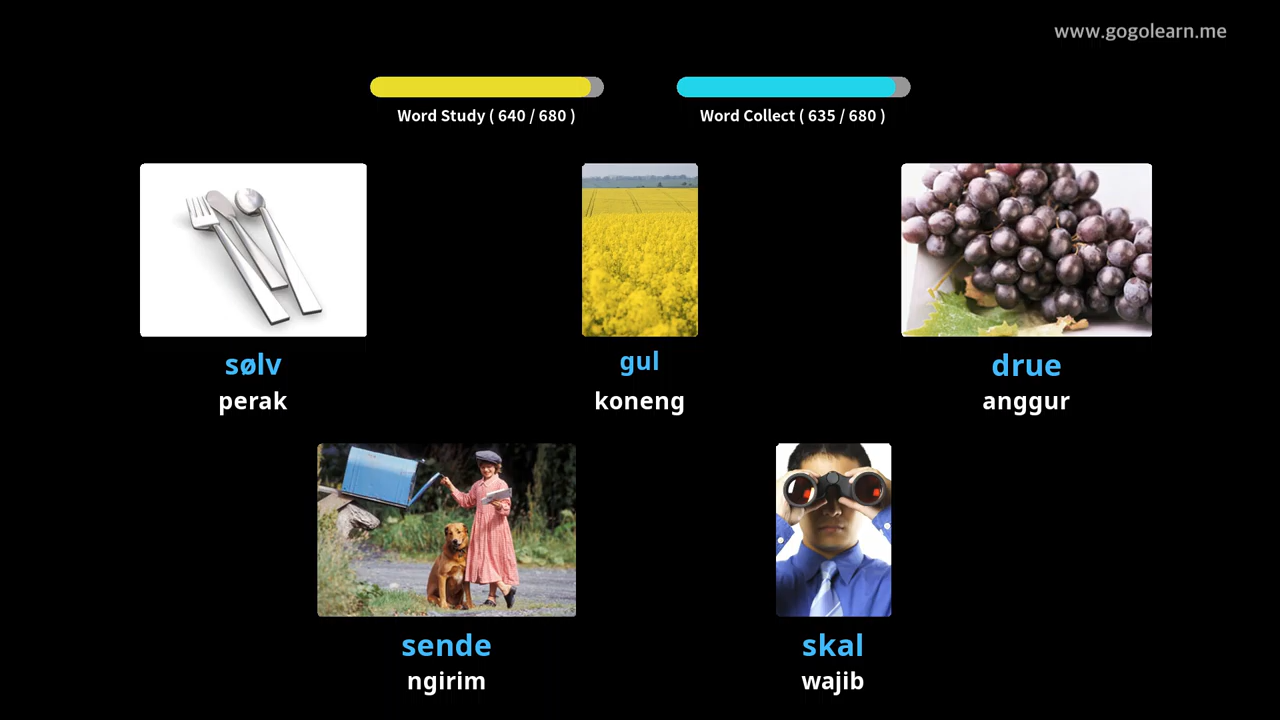 www.gogolearn.me
Word Study ( 640 / 680 )
Word Collect ( 635 / 680 )
sølv
perak
gul
koneng
drue
anggur
sende
ngirim
skal
wajib